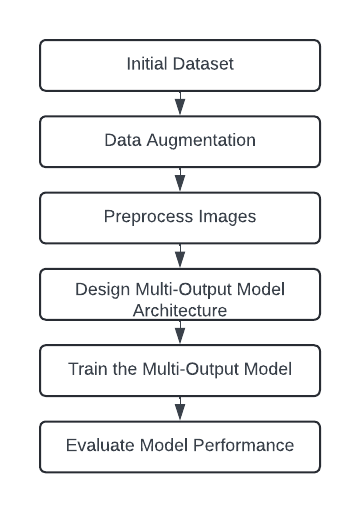 Initial Dataset
Data Augmentation
Preprocess Images
Design Multi-Output Model
Architecture
Train the Multi-Output Model
Evaluate Model Performance